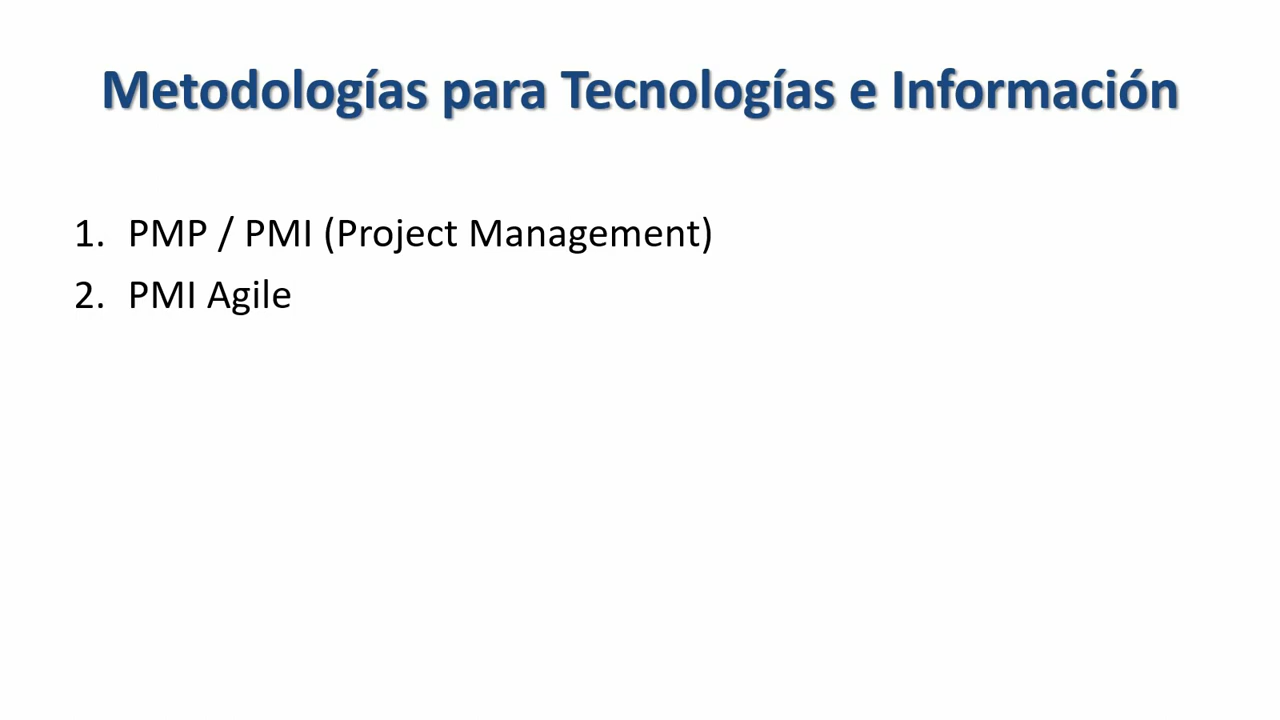 Metodologías para Tecnologías e Información
1. PMP / PMI (Project Management)
2. PMI Agile